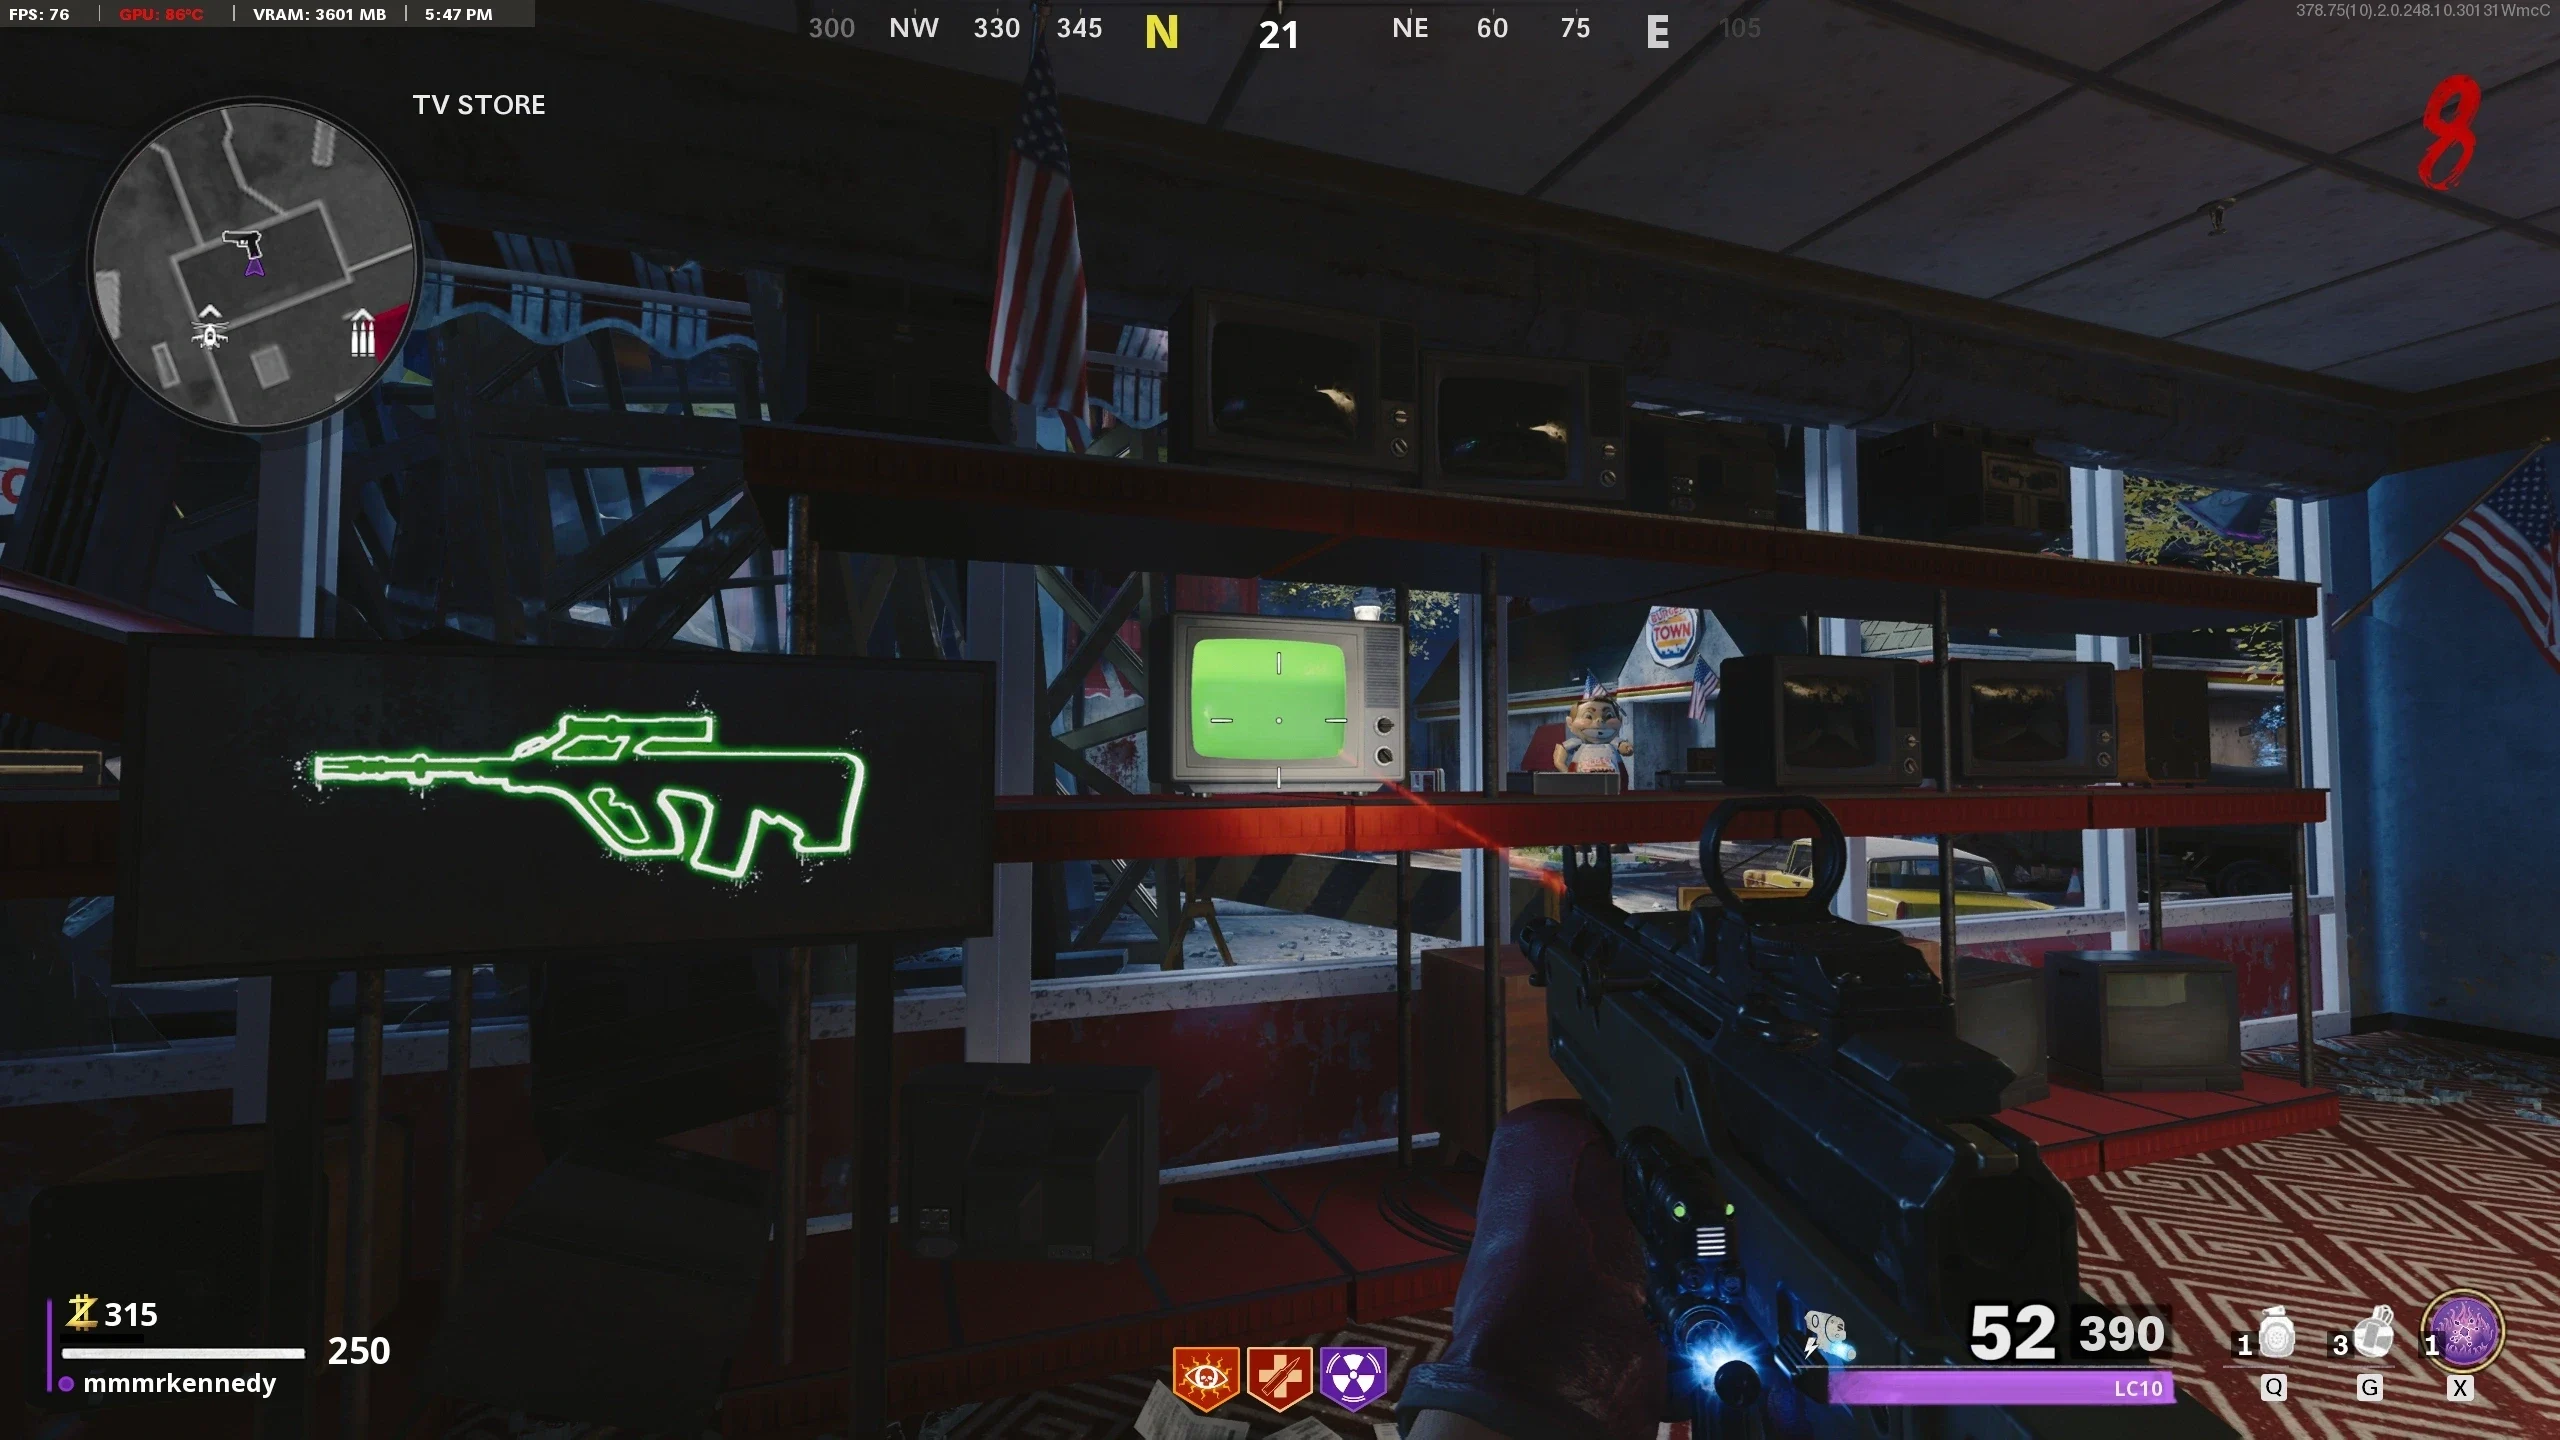 FPS: 76 | GPU: 86°C | VRAM: 3601 MB | 5:47 PM
300 NW 330 345 N 21 NE 60 75 E 105
378.75(10).2.0.248.10.30131WmcC
TV STORE
8
BURGER
TOWN
315
250
mmmrkennedy
52 390
LC10
1 3 1
Q G X